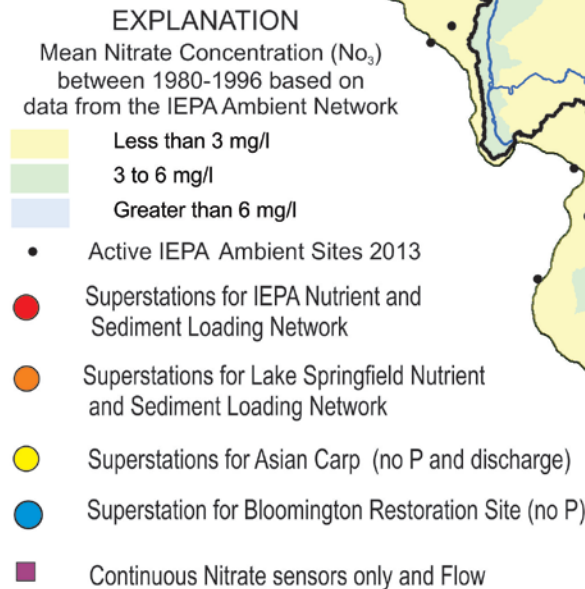 EXPLANATION
Mean Nitrate Concentration (No₃)
between 1980-1996 based on
data from the IEPA Ambient Network
Less than 3 mg/l
3 to 6 mg/l
Greater than 6 mg/l
Active IEPA Ambient Sites 2013
Superstations for IEPA Nutrient and
Sediment Loading Network
Superstations for Lake Springfield Nutrient
and Sediment Loading Network
Superstations for Asian Carp (no P and discharge)
Superstation for Bloomington Restoration Site (no P)
Continuous Nitrate sensors only and Flow